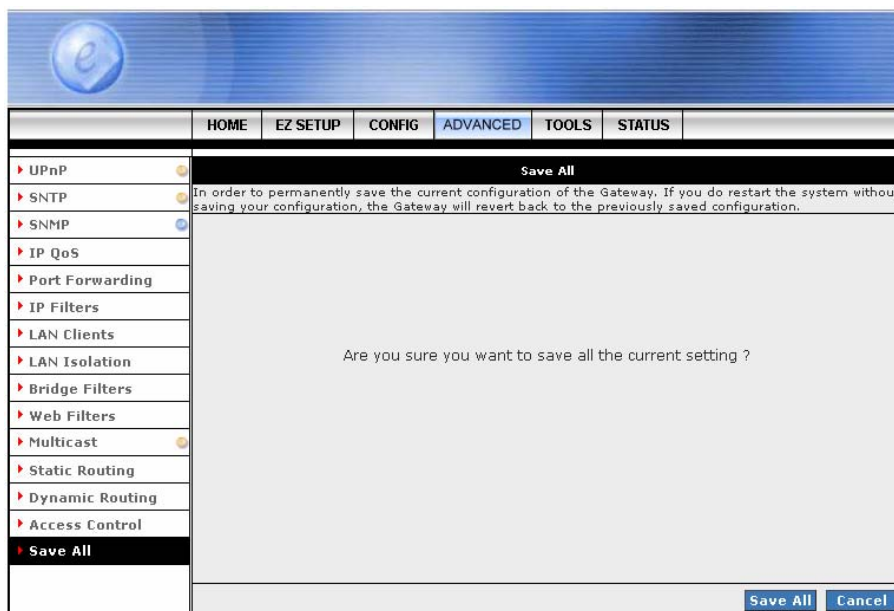 e
HOME EZ SETUP CONFIG ADVANCED TOOLS STATUS
UPnP
SNTP
SNMP
IP QoS
Port Forwarding
IP Filters
LAN Clients
LAN Isolation
Bridge Filters
Web Filters
Multicast
Static Routing
Dynamic Routing
Access Control
Save All
Save All
In order to permanently save the current configuration of the Gateway. If you do restart the system withou
saving your configuration, the Gateway will revert back to the previously saved configuration.
Are you sure you want to save all the current setting ?
Save All Cancel